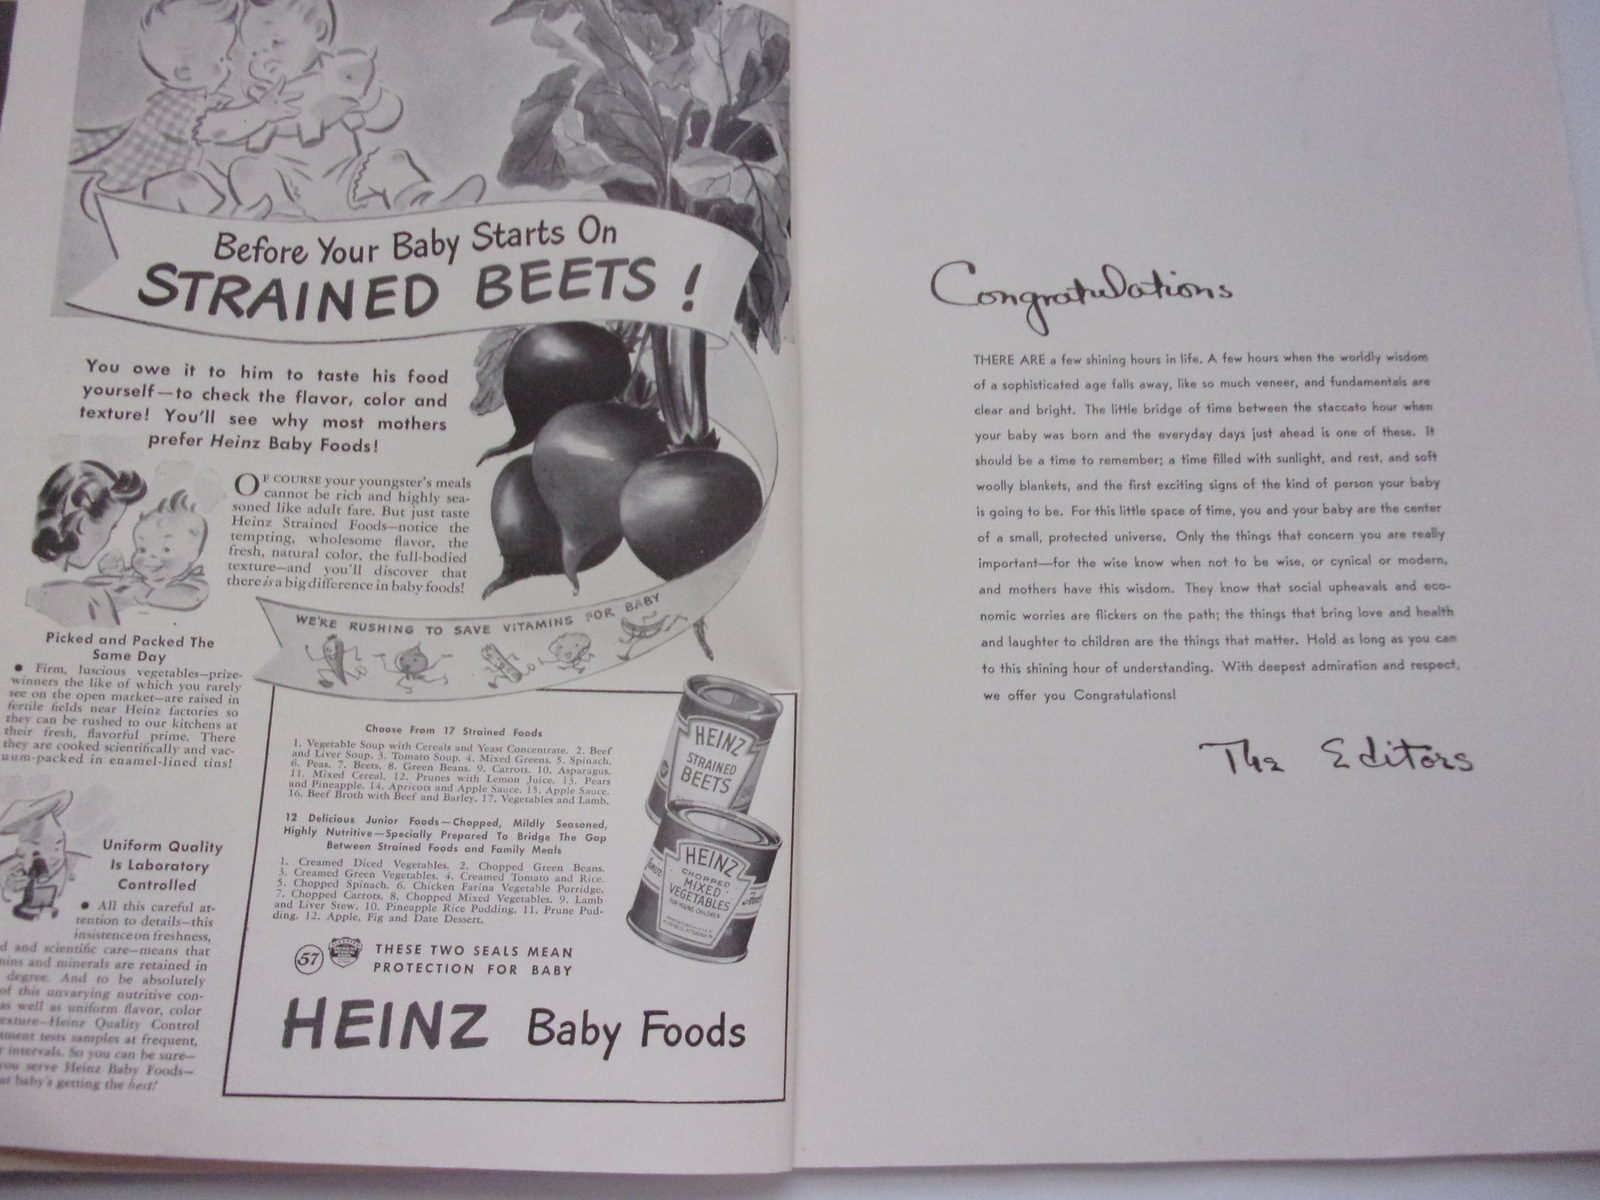 Before Your Baby Starts On
STRAINED BEETS!
You owe it to him to taste his food
yourself—to check the flavor, color and
texture! You'll see why most mothers
prefer Heinz Baby Foods!
OF COURSE your youngster's meals
cannot be rich and highly sea-
soned like adult fare. But just taste
Heinz Strained Foods—notice the
tempting, wholesome flavor, the
fresh, natural color, the full-bodied
texture—and you'll discover that
there is a big difference in baby foods!
WE'RE RUSHING TO SAVE VITAMINS FOR BABY
Picked and Packed The
Same Day
• Firm, luscious vegetables—prize-
winners the like of which you rarely
see on the open market—are raised in
fertile fields near Heinz factories so
they can be rushed to our kitchens at
their fresh, flavorful prime. There
they are cooked scientifically and vac-
uum-packed in enamel-lined tins!
Uniform Quality
Is Laboratory
Controlled
• All this careful at-
tention to details—this
insistence on freshness,
and scientific care—means that
minerals are retained in
degree. And to be absolutely
of this unvarying nutritive con-
as well as uniform flavor, color
texture—Heinz Quality Control
tests samples at frequent,
intervals. So you can be sure—
you serve Heinz Baby Foods—
baby's getting the best!
Choose From 17 Strained Foods
1. Vegetable Soup with Cereals and Yeast Concentrate. 2. Beef
and Liver Soup. 3. Tomato Soup. 4. Mixed Greens. 5. Spinach.
6. Peas. 7. Beets. 8. Green Beans. 9. Carrots. 10. Asparagus.
11. Mixed Cereal. 12. Prunes with Lemon Juice. 13. Pears
and Pineapple. 14. Apricots and Apple Sauce. 15. Apple Sauce.
16. Beef Broth with Beef and Barley. 17. Vegetables and Lamb.
12 Delicious Junior Foods—Chopped, Mildly Seasoned,
Highly Nutritive—Specially Prepared To Bridge The Gap
Between Strained Foods and Family Meals
1. Creamed Diced Vegetables. 2. Chopped Green Beans.
3. Creamed Green Vegetables. 4. Creamed Tomato and Rice.
5. Chopped Spinach. 6. Chicken Farina Vegetable Porridge.
7. Chopped Carrots. 8. Chopped Mixed Vegetables. 9. Lamb
and Liver Stew. 10. Pineapple Rice Pudding. 11. Prune Pud-
ding. 12. Apple, Fig and Date Dessert.
HEINZ
STRAINED
BEETS
HEINZ
CHOPPED
MIXED
VEGETABLES
FOR YOUNG CHILDREN
57
THESE TWO SEALS MEAN
PROTECTION FOR BABY
HEINZ Baby Foods
Congratulations
THERE ARE a few shining hours in life. A few hours when the worldly wisdom
of a sophisticated age falls away, like so much veneer, and fundamentals are
clear and bright. The little bridge of time between the staccato hour when
your baby was born and the everyday days just ahead is one of these. It
should be a time to remember; a time filled with sunlight, and rest, and soft
woolly blankets, and the first exciting signs of the kind of person your baby
is going to be. For this little space of time, you and your baby are the center
of a small, protected universe. Only the things that concern you are really
important—for the wise know when not to be wise, or cynical or modern,
and mothers have this wisdom. They know that social upheavals and eco-
nomic worries are flickers on the path; the things that bring love and health
and laughter to children are the things that matter. Hold as long as you can
to this shining hour of understanding. With deepest admiration and respect,
we offer you Congratulations!
The Editors